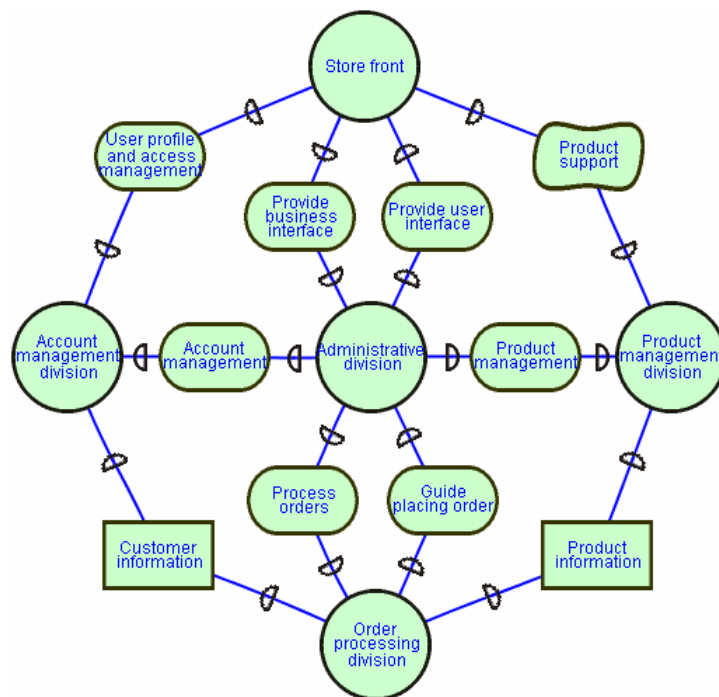 Store front
User profile
and access
management
Product
support
Provide
business
interface
Provide user
interface
Account
management
division
Account
management
Administrative
division
Product
management
Product
management
division
Process
orders
Guide
placing order
Customer
information
Product
information
Order
processing
division